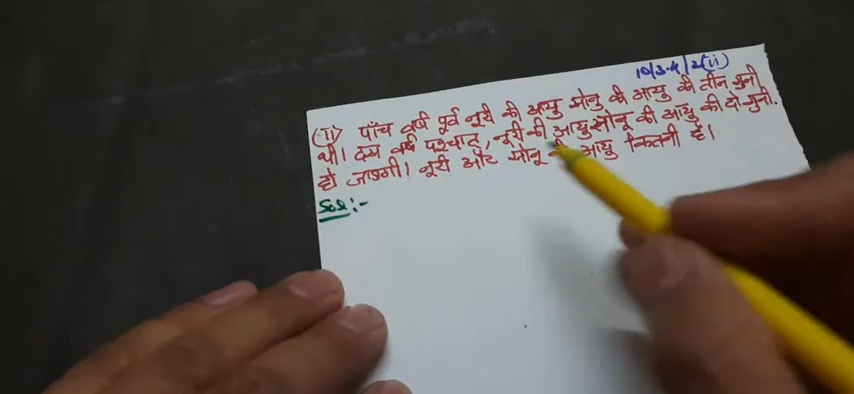 10/3.4/2(ii)
(ii) पाँच वर्ष पूर्व नूरी की आयु सोनू की आयु की तीन गुनी
थी। दस वर्ष पश्चात्, नूरी की आयु सोनू की आयु की दो गुनी
हो जाएगी। नूरी और सोनू की आयु कितनी है।
Sol:-